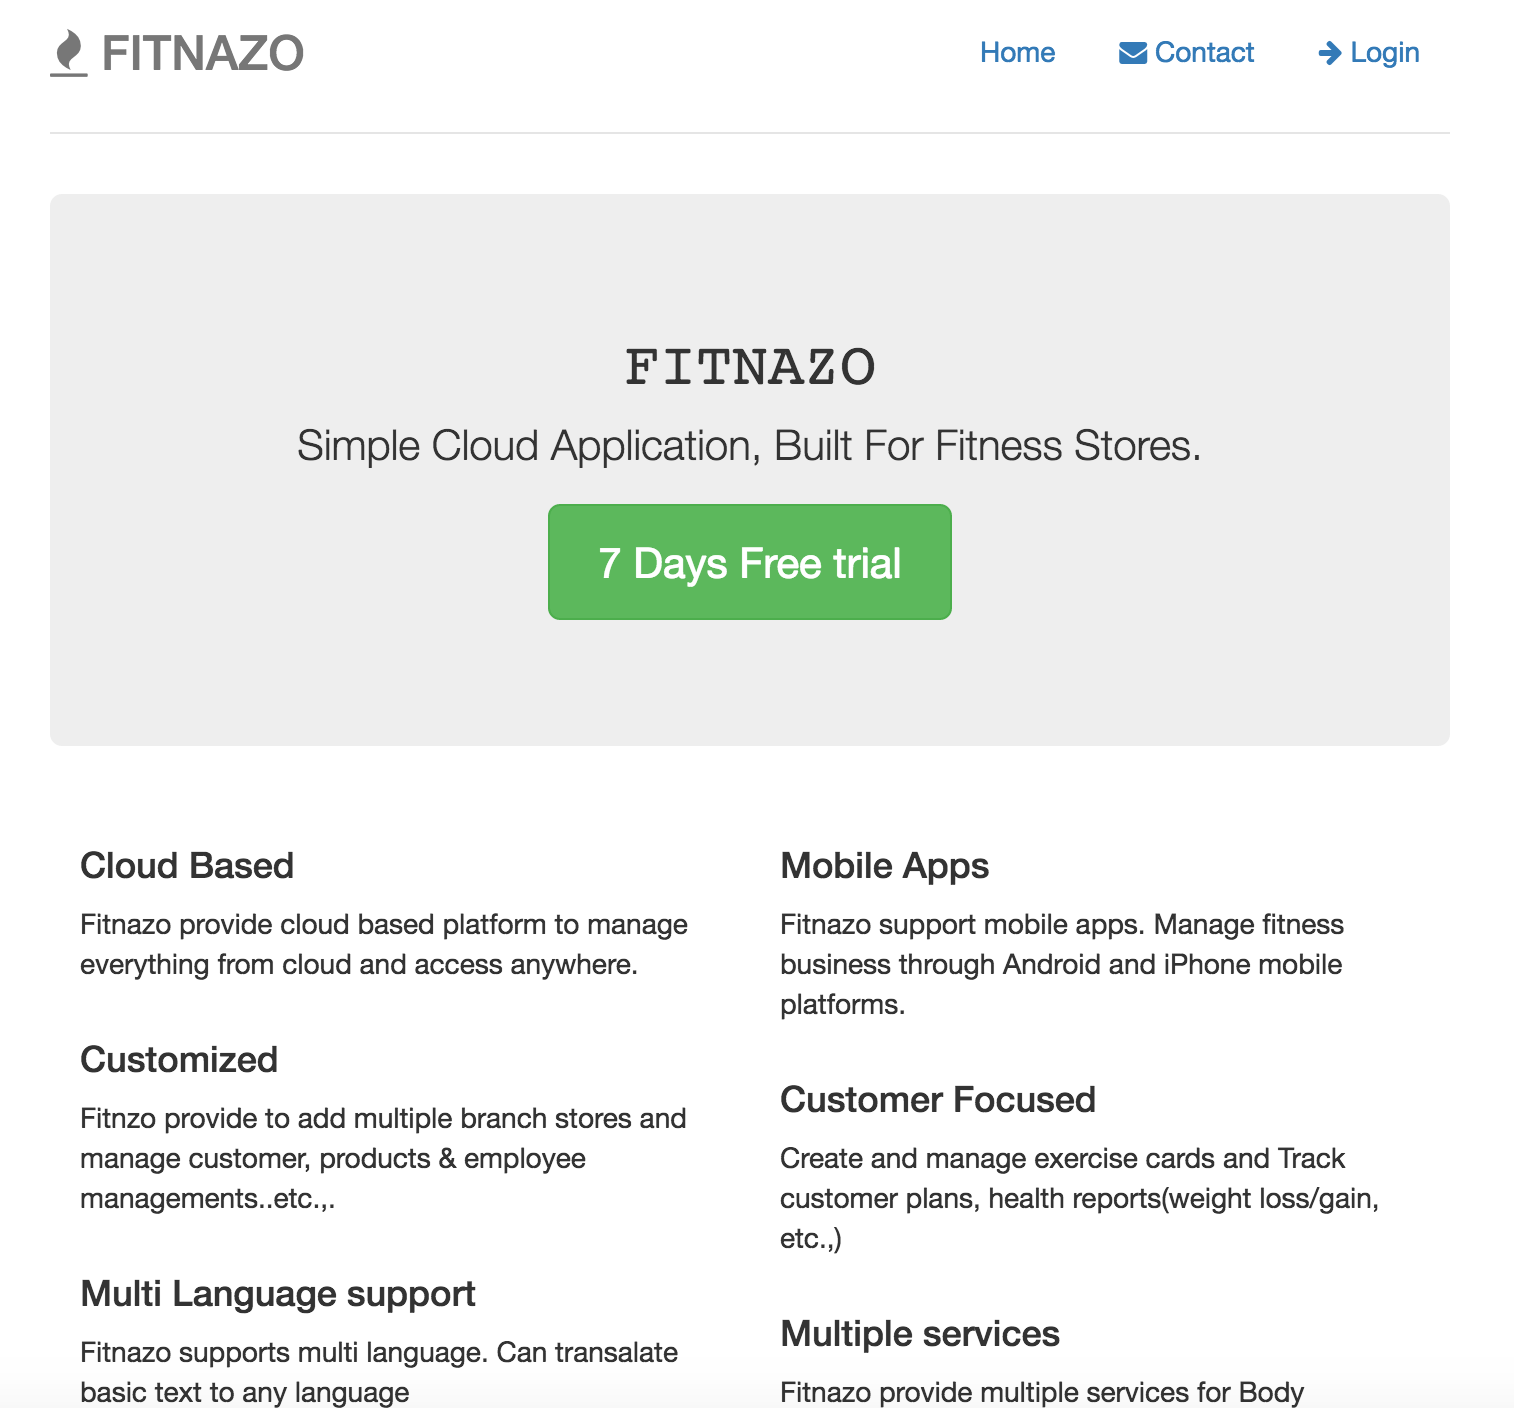 FITNAZO
Home
Contact
Login
FITNAZO
Simple Cloud Application, Built For Fitness Stores.
7 Days Free trial
Cloud Based
Fitnazo provide cloud based platform to manage
everything from cloud and access anywhere.
Customized
Fitnzo provide to add multiple branch stores and
manage customer, products & employee
managements..etc.,.
Multi Language support
Fitnazo supports multi language. Can transalate
basic text to any language
Mobile Apps
Fitnazo support mobile apps. Manage fitness
business through Android and iPhone mobile
platforms.
Customer Focused
Create and manage exercise cards and Track
customer plans, health reports(weight loss/gain,
etc.,)
Multiple services
Fitnazo provide multiple services for Body